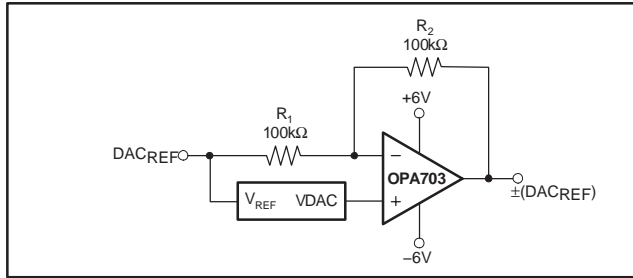 R2
100kΩ
+6V
R1
100kΩ
DACREF
−
OPA703
±(DACREF)
VREF VDAC
+
−6V